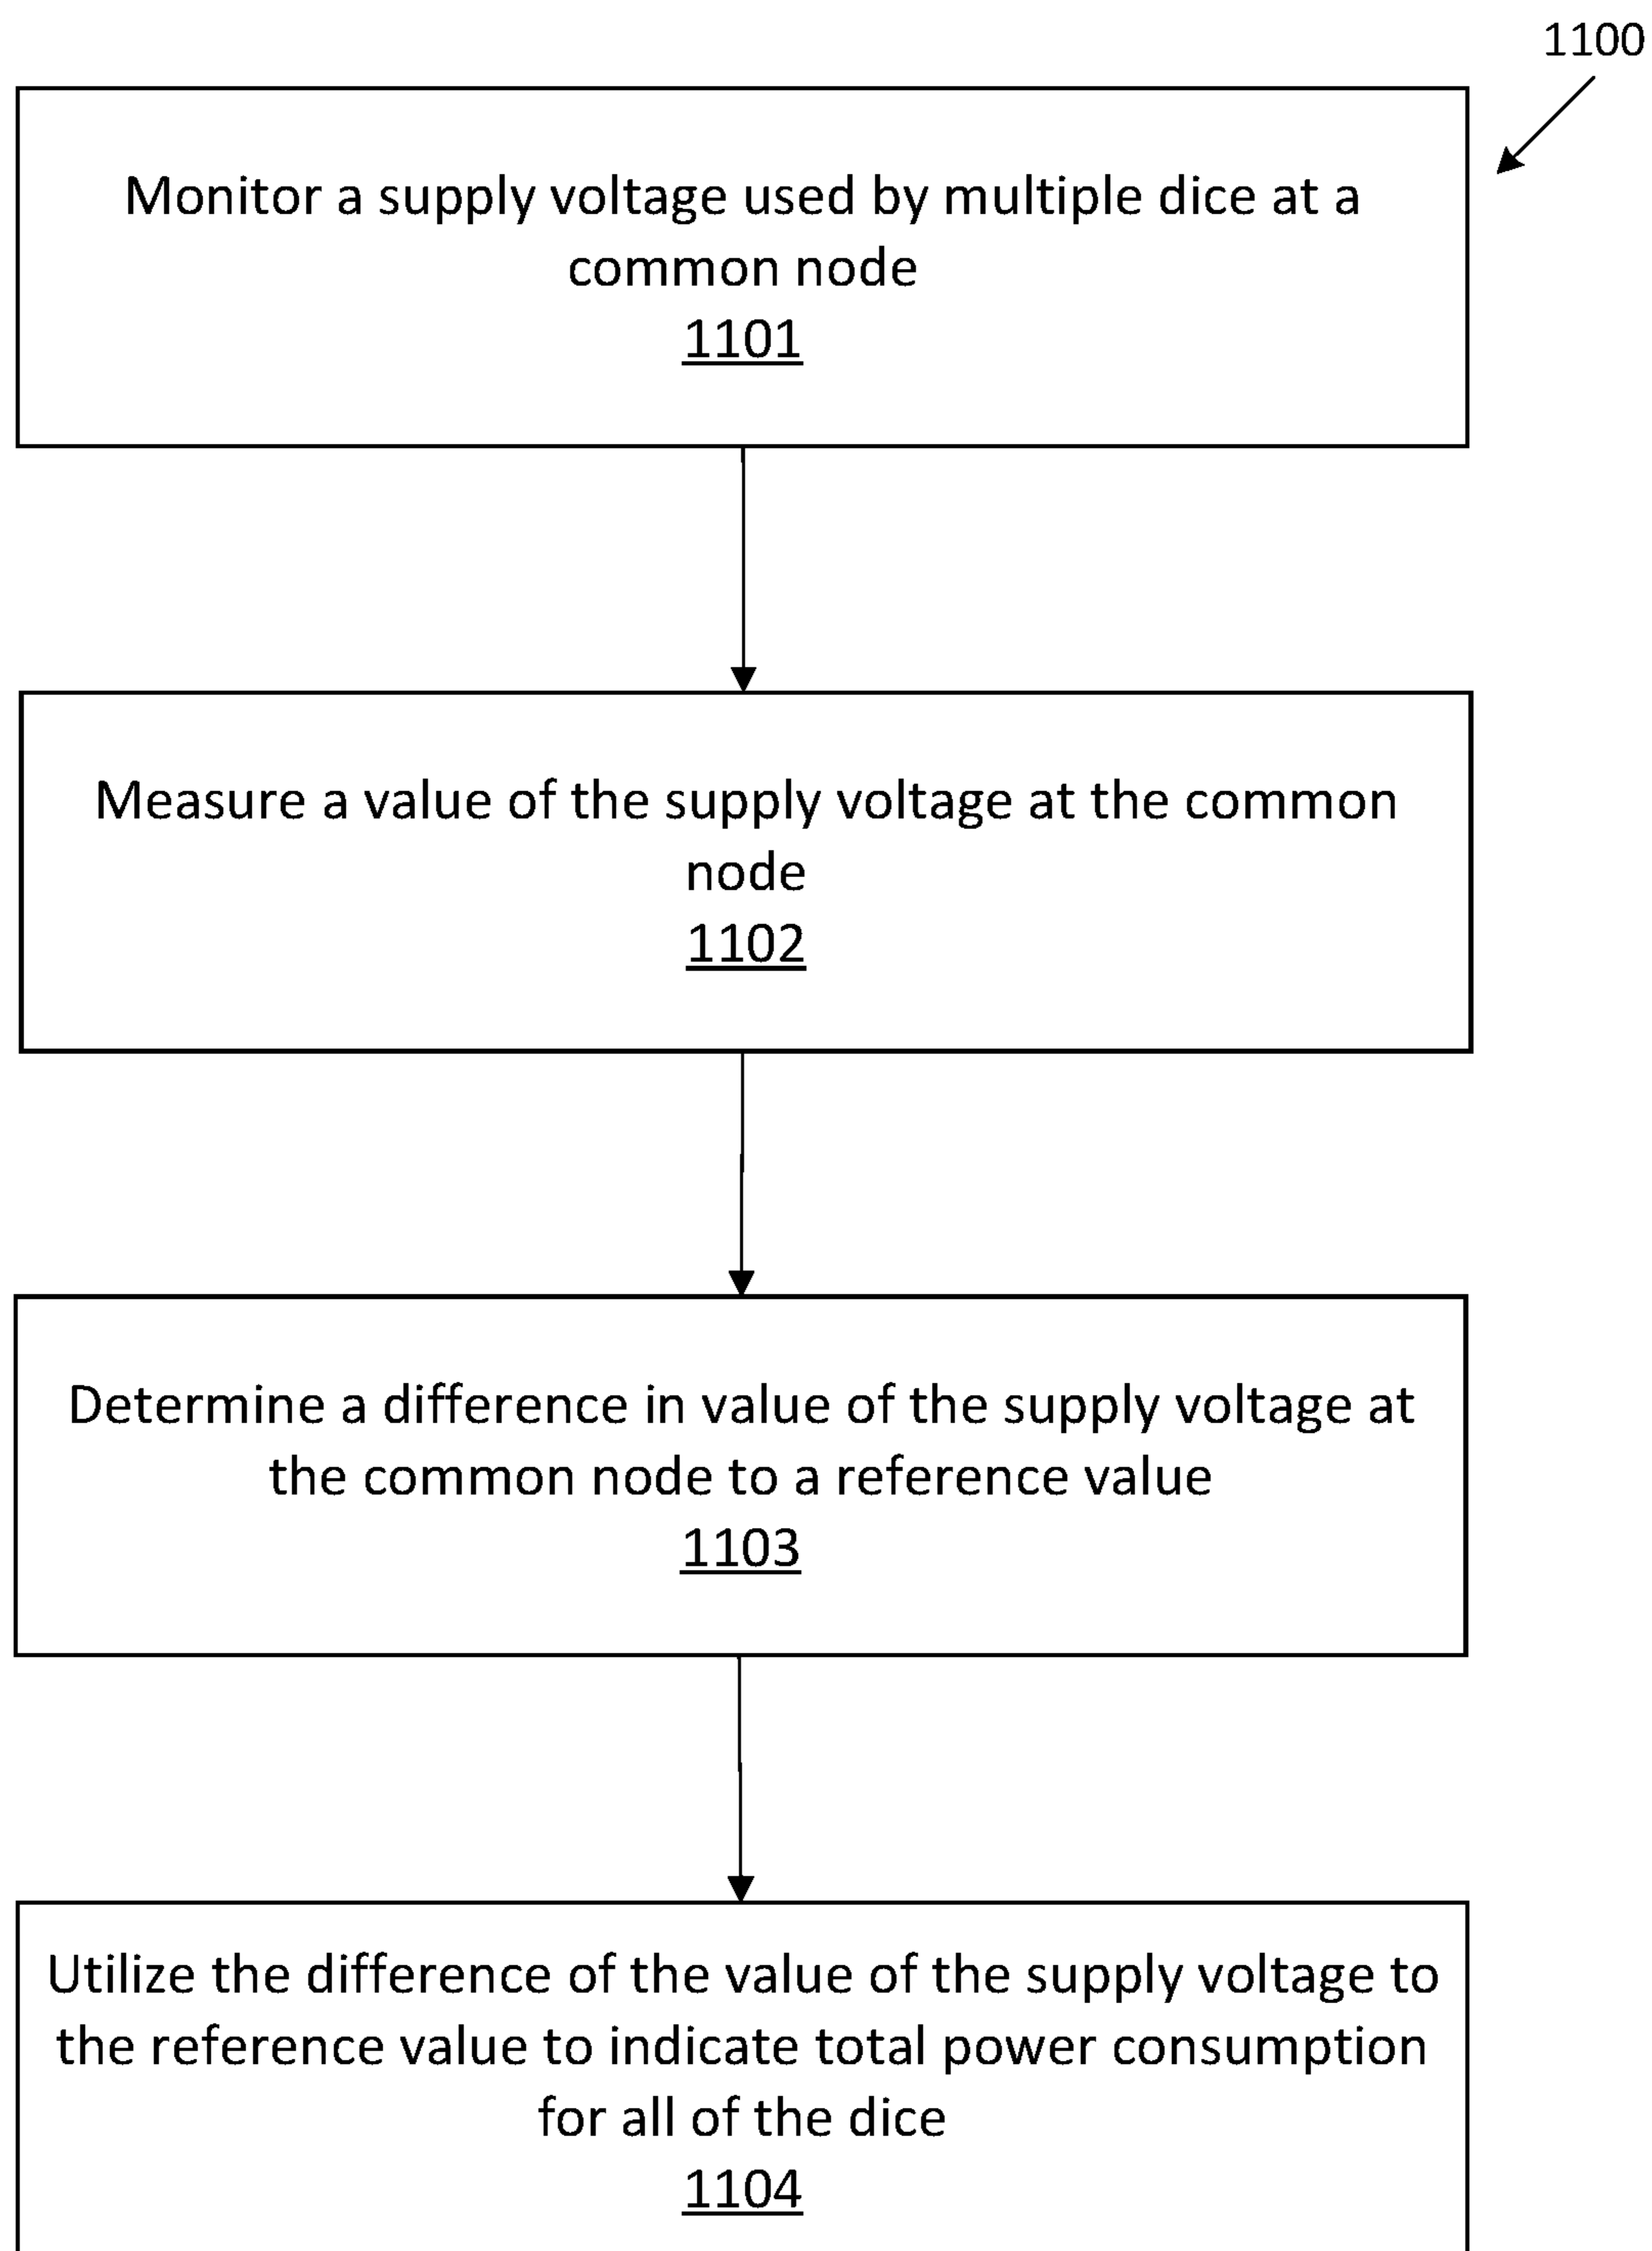 1100
Monitor a supply voltage used by multiple dice at a
common node
1101
Measure a value of the supply voltage at the common
node
1102
Determine a difference in value of the supply voltage at
the common node to a reference value
1103
Utilize the difference of the value of the supply voltage to
the reference value to indicate total power consumption
for all of the dice
1104